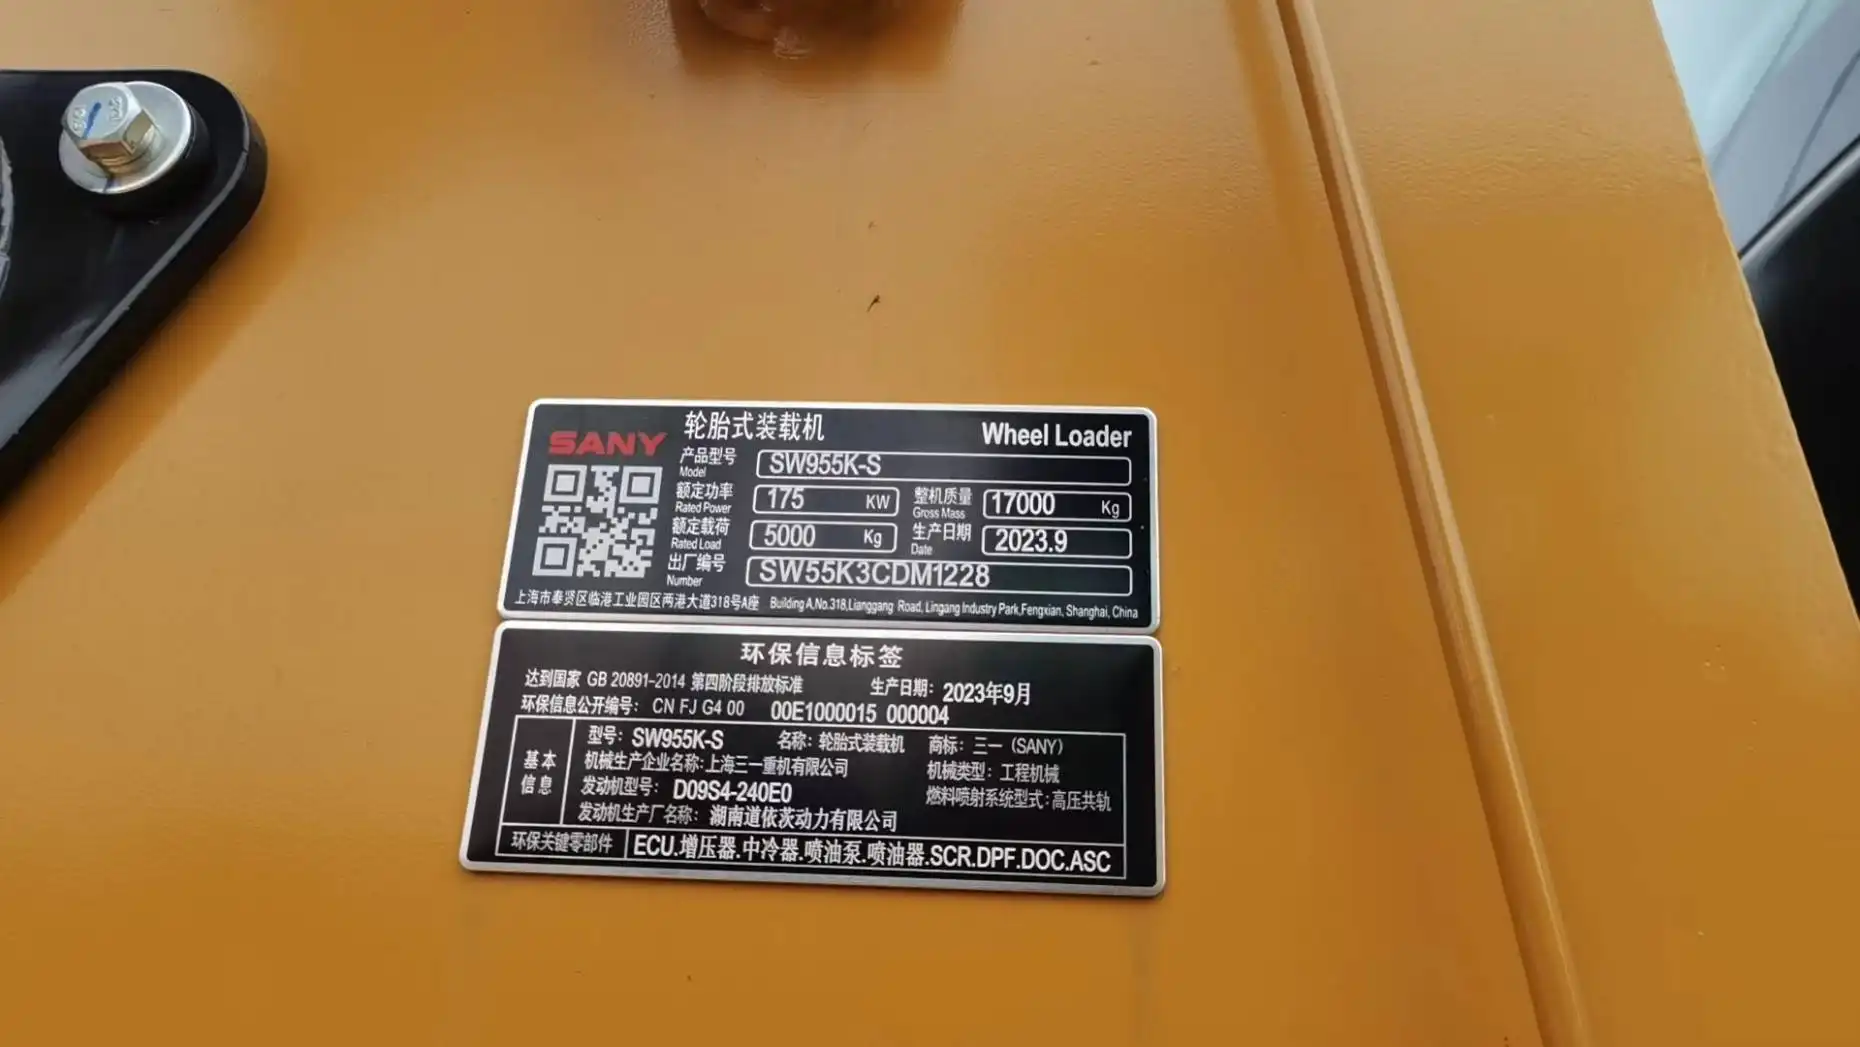 SANY 轮胎式装载机 Wheel Loader
产品型号 Model SW955K-S
额定功率 Rated Power 175 KW 整机质量 Gross Mass 17000 Kg
额定载荷 Rated Load 5000 Kg 生产日期 Date 2023.9
出厂编号 Number SW55K3CDM1228
上海市奉贤区临港工业园区两港大道318号A座 Building A,No.318,Lianggang Road, Lingang Industry Park,Fengxian, Shanghai, China
环保信息标签
达到国家 GB 20891-2014 第四阶段排放标准 生产日期: 2023年9月
环保信息公开编号: CN FJ G4 00 00E1000015 000004
基本信息
型号: SW955K-S 名称: 轮胎式装载机 商标: 三一 (SANY)
机械生产企业名称:上海三一重机有限公司 机械类型: 工程机械
发动机型号: D09S4-240E0 燃料喷射系统型式:高压共轨
发动机生产厂名称: 湖南道依茨动力有限公司
环保关键零部件 ECU.增压器.中冷器.喷油泵.喷油器.SCR.DPF.DOC.ASC